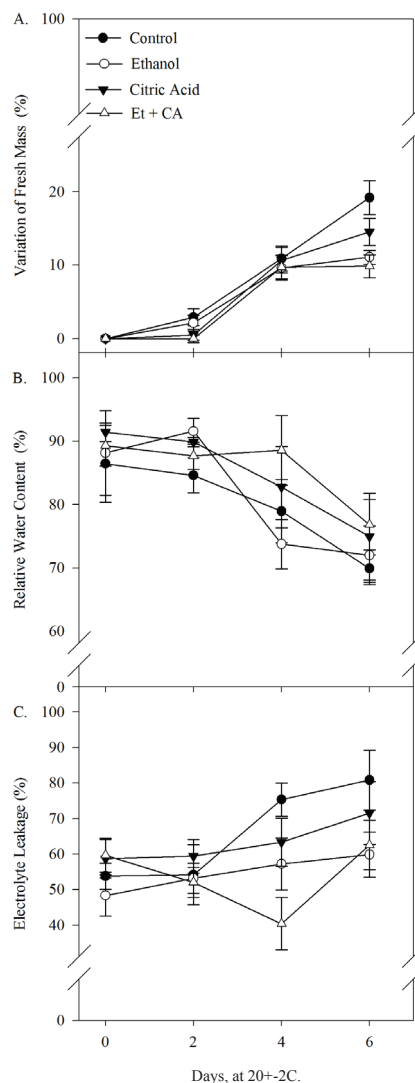 A.
100
Control
Ethanol
Citric Acid
Et + CA
Variation of Fresh Mass (%)
20
10
0
B.
100
90
80
70
60
0
Relative Water Content (%)
C.
100
90
80
70
60
50
40
0
Electrolyte Leakage (%)
0 2 4 6
Days, at 20+-2C.